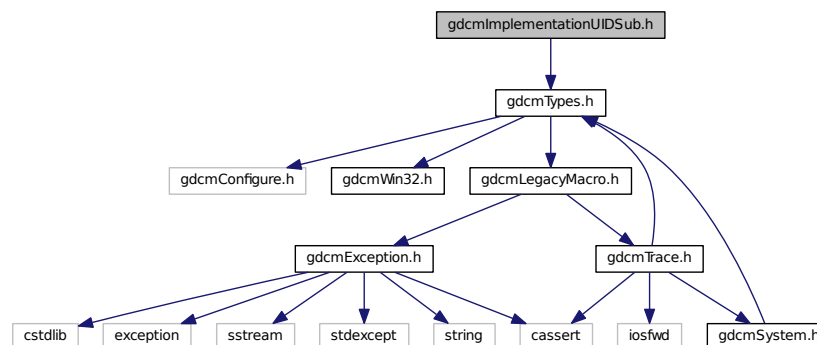 gdcmImplementationUIDSub.h
gdcmTypes.h
gdcmConfigure.h
gdcmWin32.h
gdcmLegacyMacro.h
gdcmException.h
gdcmTrace.h
cstdlib
exception
sstream
stdexcept
string
cassert
iosfwd
gdcmSystem.h